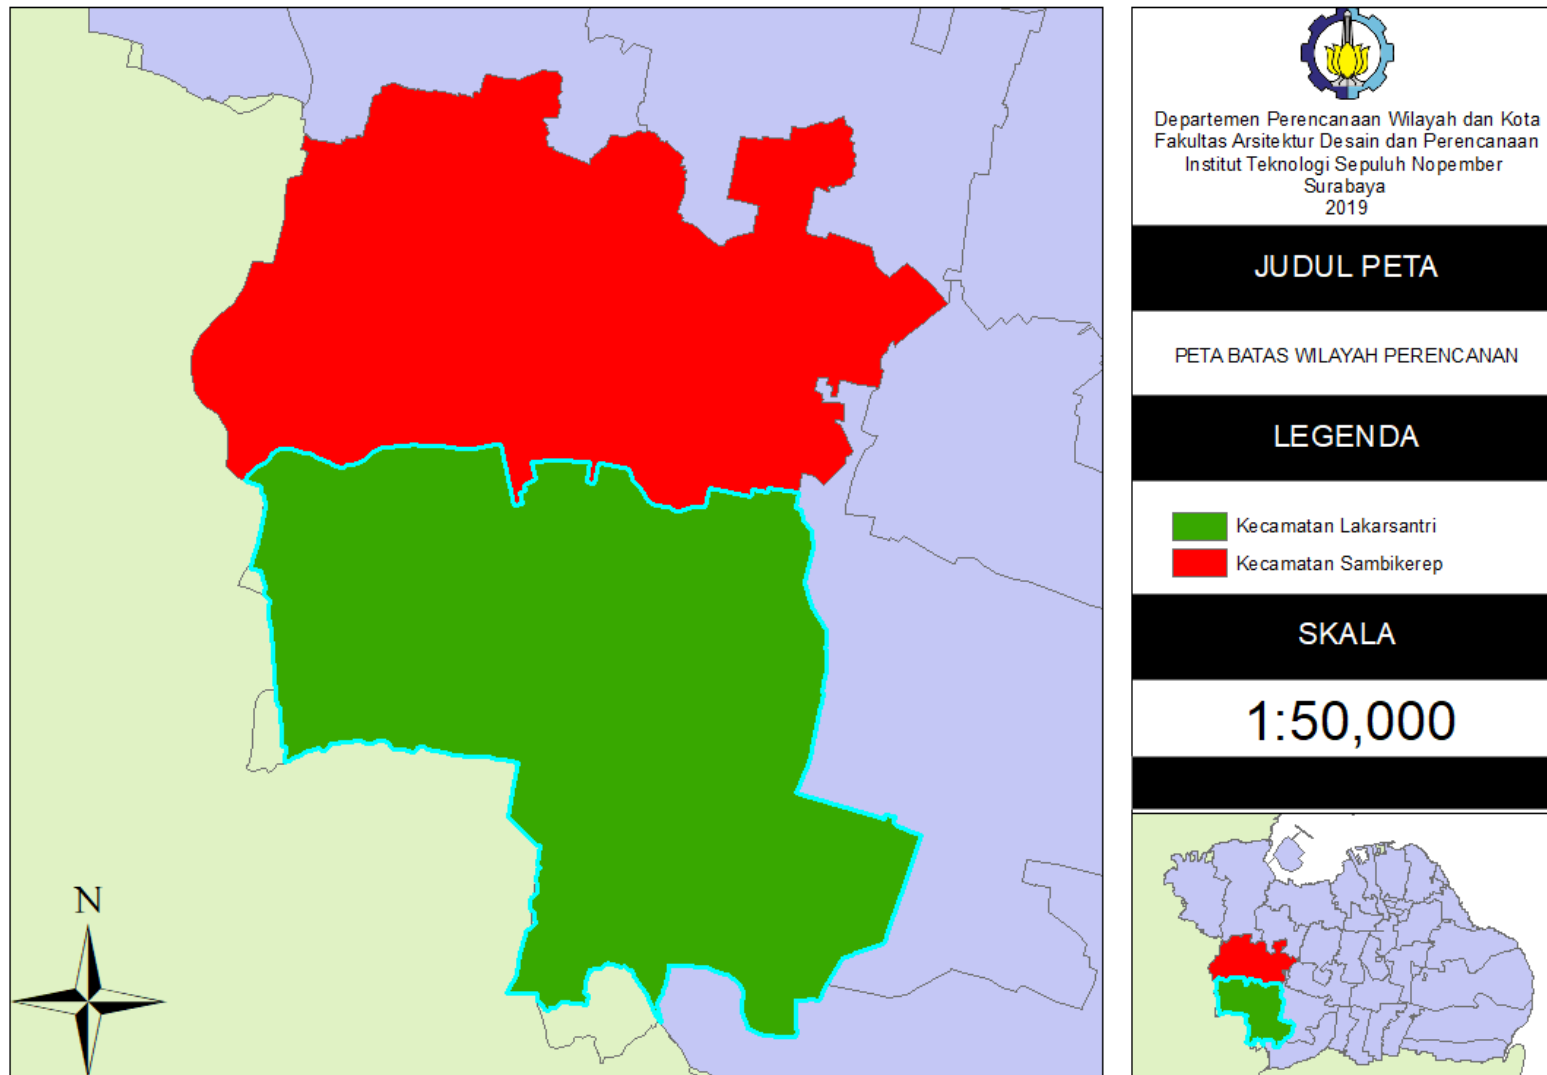 Departemen Perencanaan Wilayah dan Kota
Fakultas Arsitektur Desain dan Perencanaan
Institut Teknologi Sepuluh Nopember
Surabaya
2019
JUDUL PETA
PETA BATAS WILAYAH PERENCANAN
LEGENDA
Kecamatan Lakarsantri
Kecamatan Sambikerep
SKALA
1:50,000
N